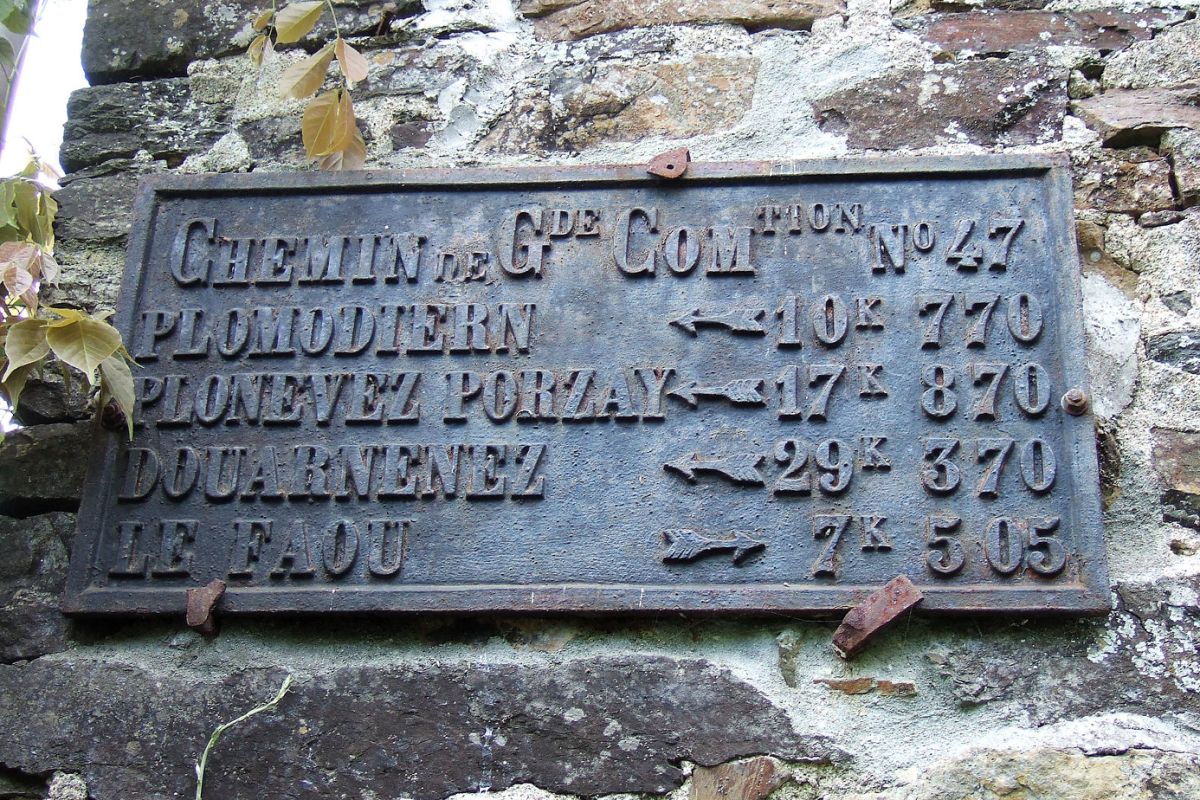 CHEMIN DE GDE COMTION No 47
PLOMODIERN ← 10K 770
PLONEVEZ PORZAY ← 17K 870
DOUARNENEZ ← 29K 370
LE FAOU → 7K 505